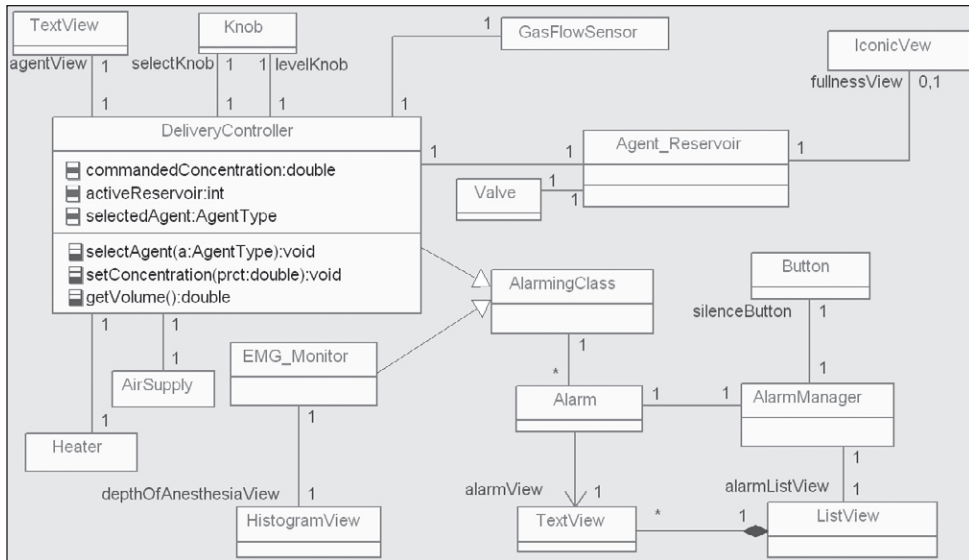 TextView
Knob
GasFlowSensor
IconicVew
agentView 1
selectKnob 1
1 levelKnob
1
fullnessView 0,1
1
1
1
1
DeliveryController
commandedConcentration:double
activeReservoir:int
selectedAgent:AgentType
selectAgent(a:AgentType):void
setConcentration(prct:double):void
getVolume():double
1
1
Agent_Reservoir
1
Valve
1
1
AlarmingClass
Button
silenceButton
1
1
1
1
EMG_Monitor
1
AirSupply
1
*
Alarm
1
1
1
AlarmManager
1
Heater
1
1
depthOfAnesthesiaView 1
HistogramView
alarmView 1
alarmListView 1
TextView
*
1
ListView